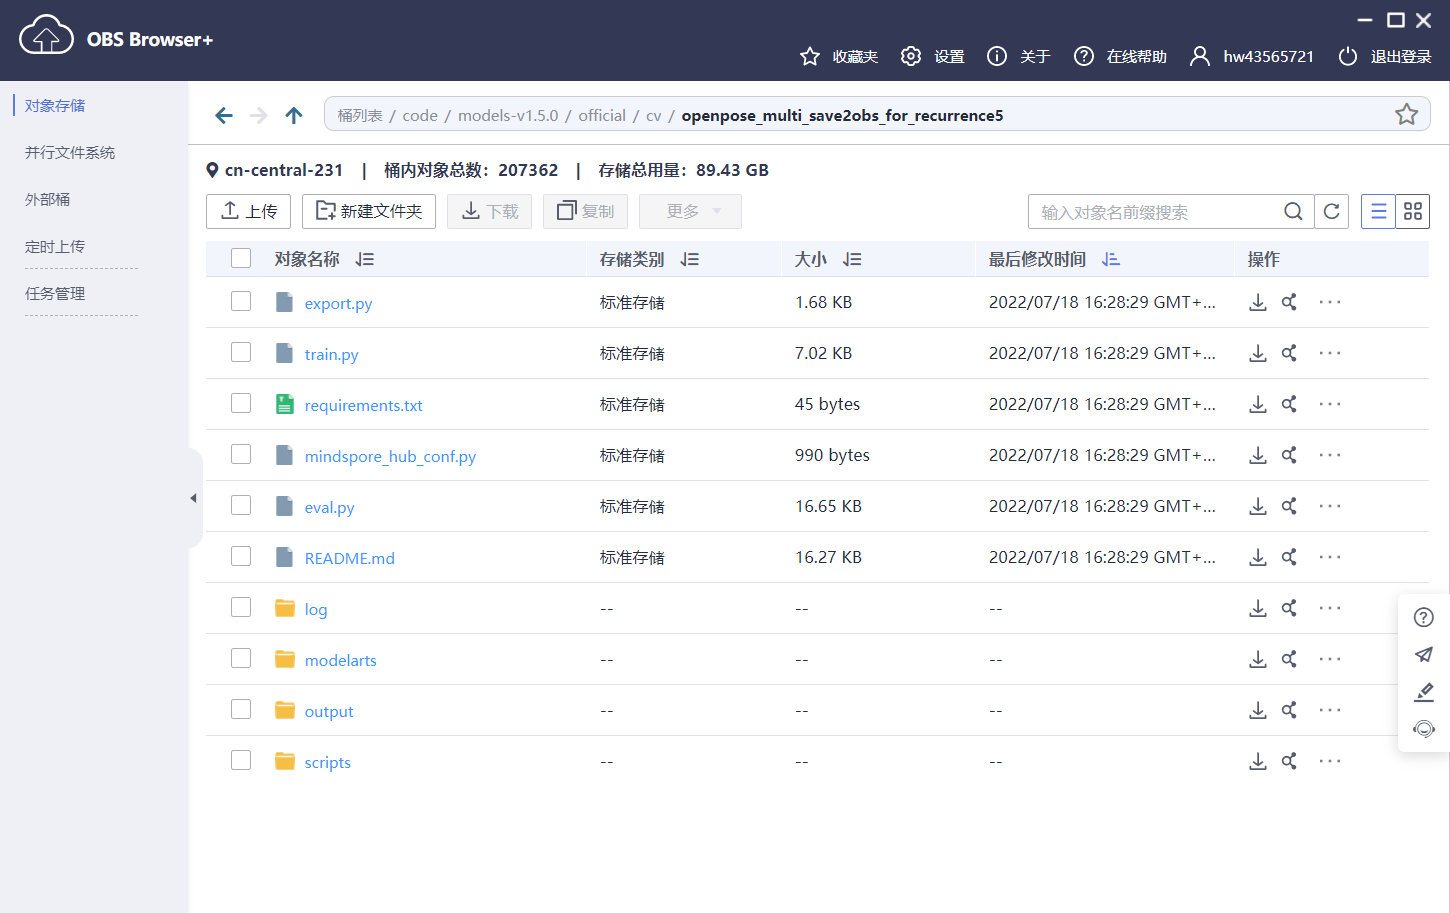 OBS Browser+
收藏夹 设置 关于 在线帮助 hw43565721 退出登录
对象存储
并行文件系统
外部桶
定时上传
任务管理
桶列表 / code / models-v1.5.0 / official / cv / openpose_multi_save2obs_for_recurrence5
cn-central-231 | 桶内对象总数：207362 | 存储总用量：89.43 GB
上传 新建文件夹 下载 复制 更多 输入对象名前缀搜索
对象名称 存储类别 大小 最后修改时间 操作
export.py 标准存储 1.68 KB 2022/07/18 16:28:29 GMT+...
train.py 标准存储 7.02 KB 2022/07/18 16:28:29 GMT+...
requirements.txt 标准存储 45 bytes 2022/07/18 16:28:29 GMT+...
mindspore_hub_conf.py 标准存储 990 bytes 2022/07/18 16:28:29 GMT+...
eval.py 标准存储 16.65 KB 2022/07/18 16:28:29 GMT+...
README.md 标准存储 16.27 KB 2022/07/18 16:28:29 GMT+...
log -- -- --
modelarts -- -- --
output -- -- --
scripts -- -- --